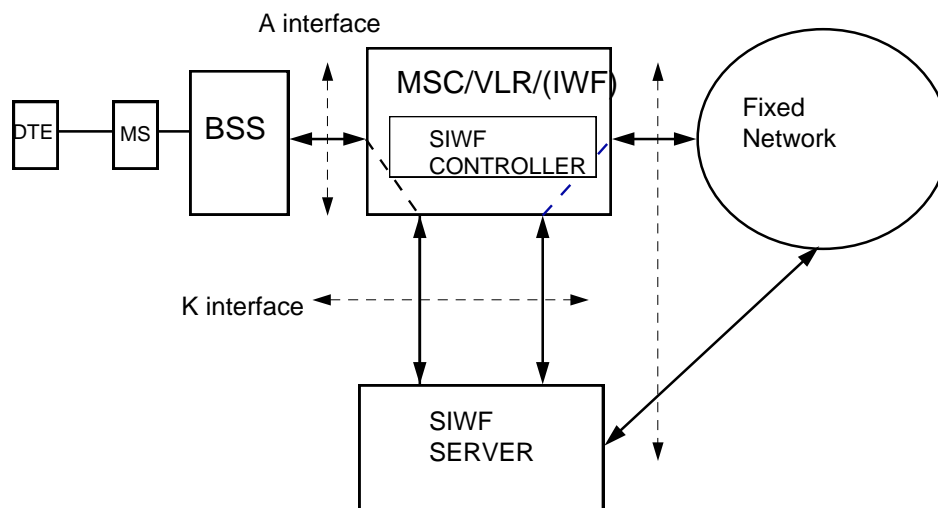 A interface
MSC/VLR/(IWF)
SIWF
CONTROLLER
DTE
MS
BSS
Fixed
Network
K interface
SIWF
SERVER